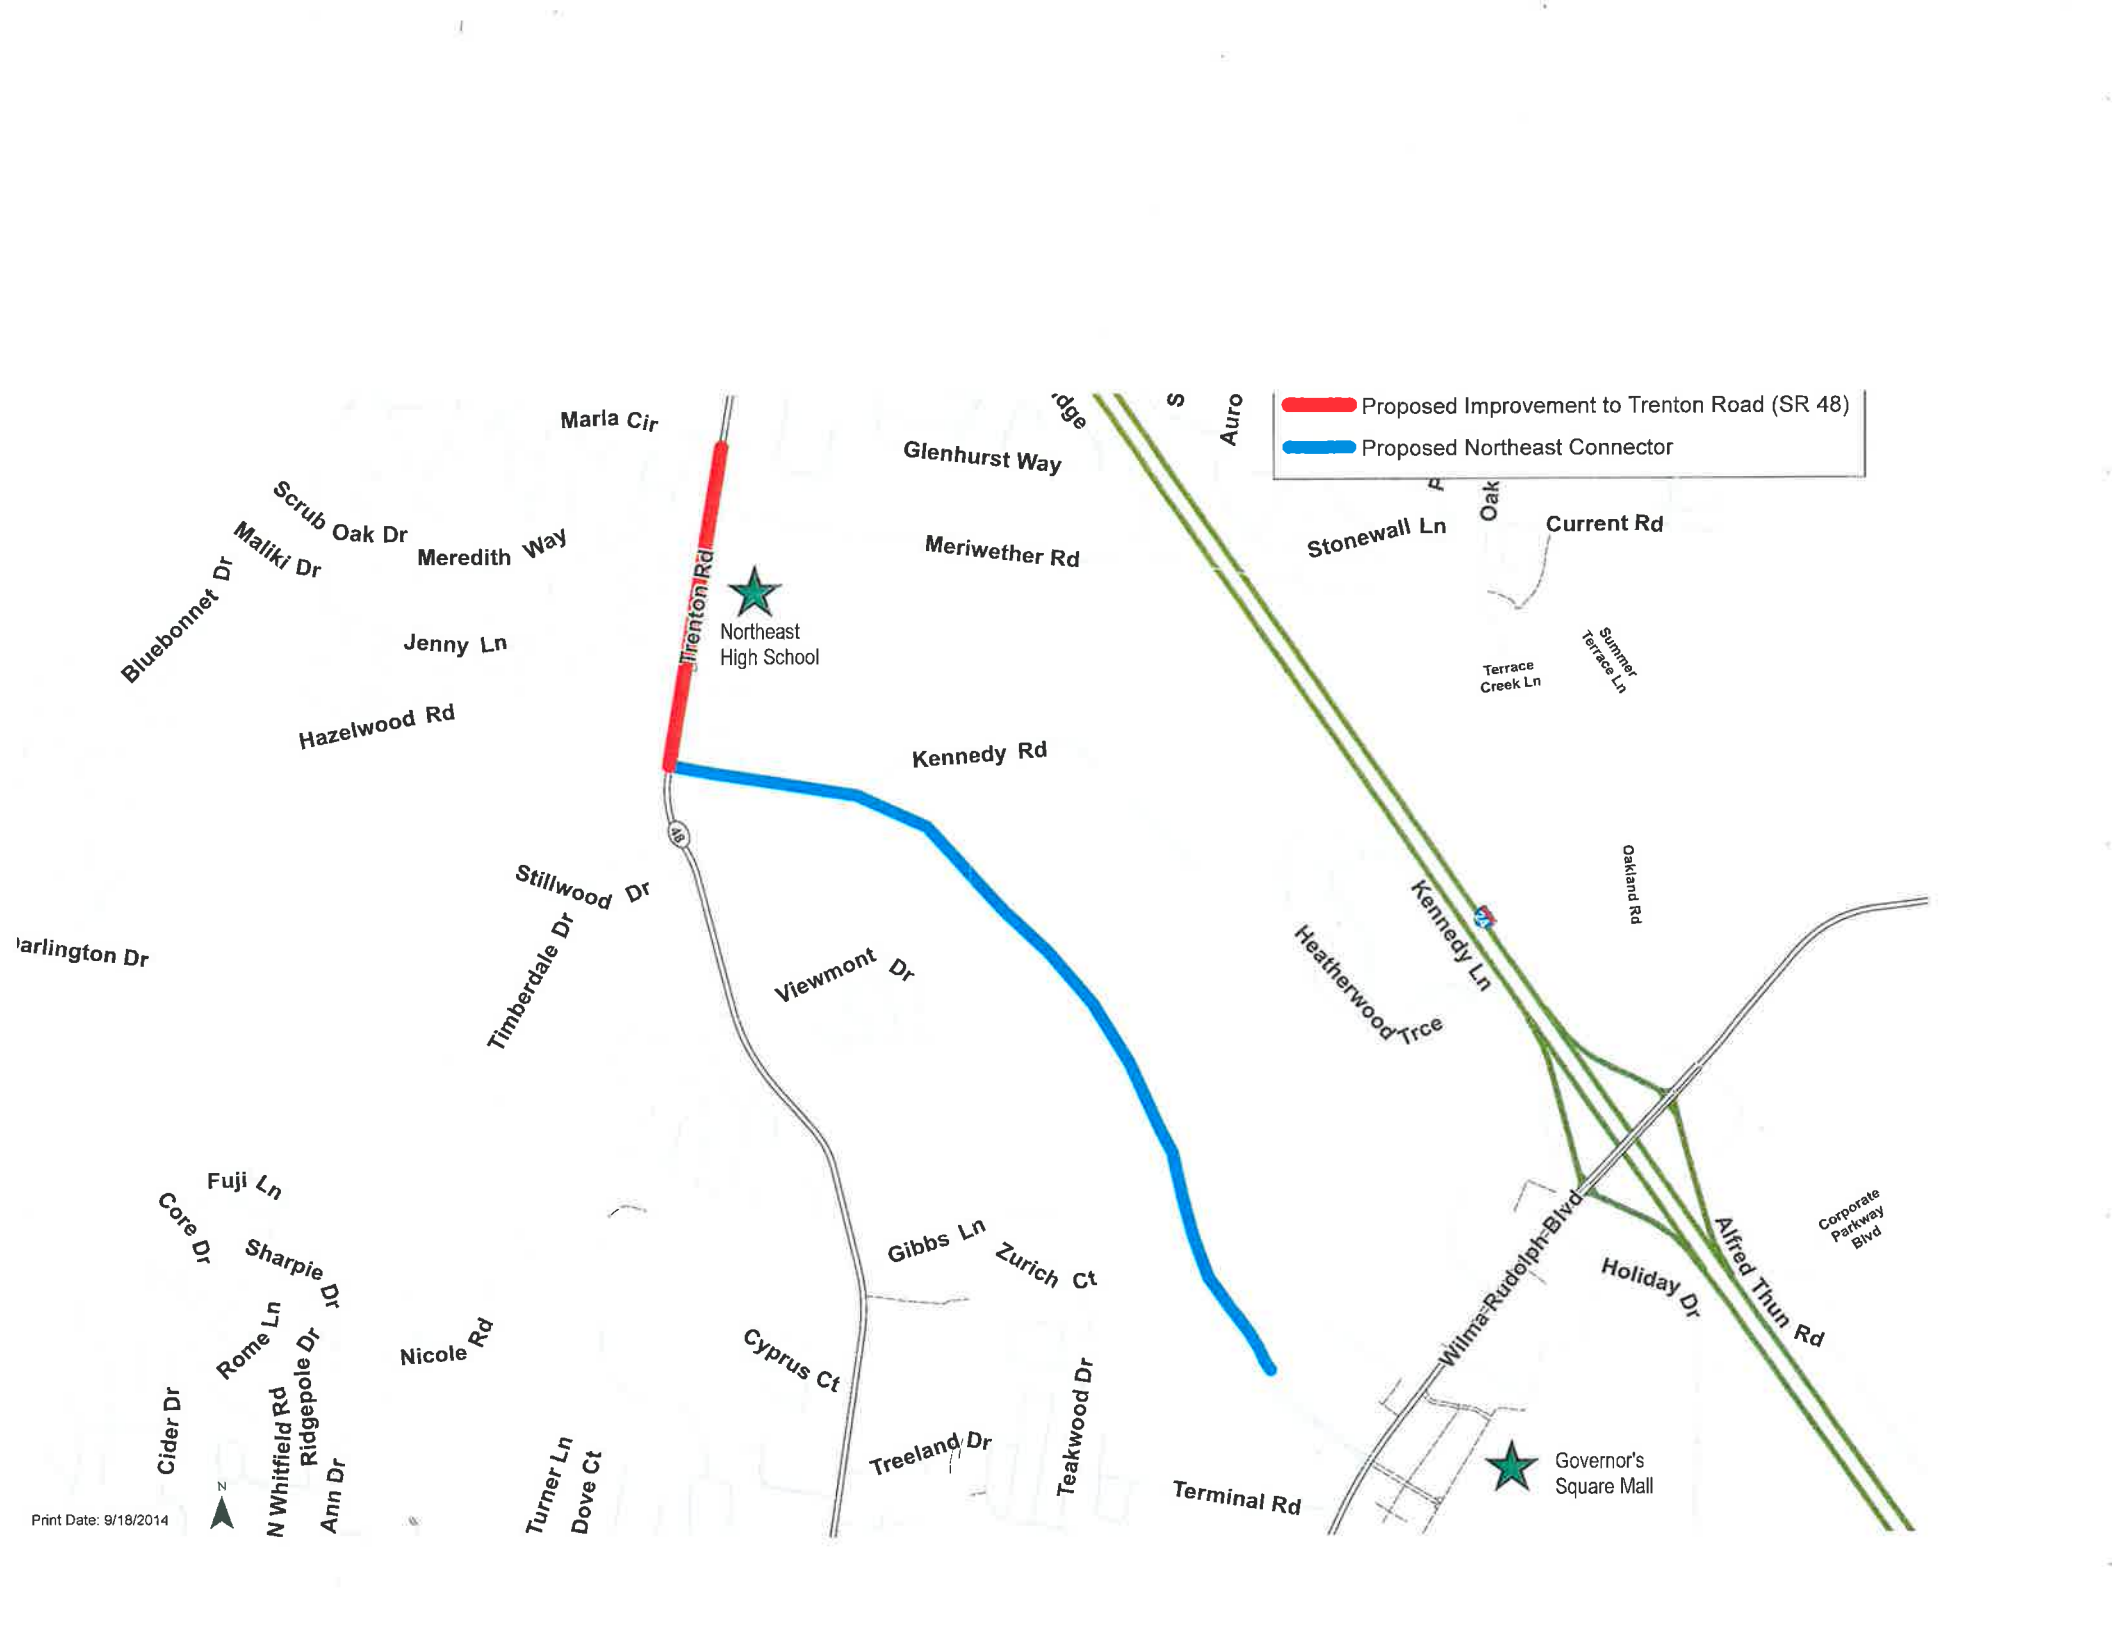 Proposed Improvement to Trenton Road (SR 48)
Proposed Northeast Connector
Marla Cir
Glenhurst Way
Auro
S
Scrub Oak Dr
Maliki Dr
Meredith Way
Bluebonnet Dr
Jenny Ln
Hazelwood Rd
Trenton Rd
Northeast
High School
Meriwether Rd
Kennedy Rd
Stonewall Ln
Oak
Current Rd
Terrace
Creek Ln
Summer
Terrace Ln
48
Stillwood Dr
Timberdale Dr
arlington Dr
Viewmont Dr
Kennedy Ln
24
Heatherwood Trce
Oakland Rd
Fuji Ln
Core Dr
Sharpie Dr
Rome Ln
Ridgepole Dr
N Whitfield Rd
Cider Dr
Ann Dr
Nicole Rd
Turner Ln
Dove Ct
Cyprus Ct
Gibbs Ln
Zurich Ct
Treeland Dr
Teakwood Dr
Terminal Rd
Wilma-Rudolph-Blvd
Holiday Dr
Alfred Thun Rd
Corporate
Parkway
Blvd
Governor's
Square Mall
N
Print Date: 9/18/2014